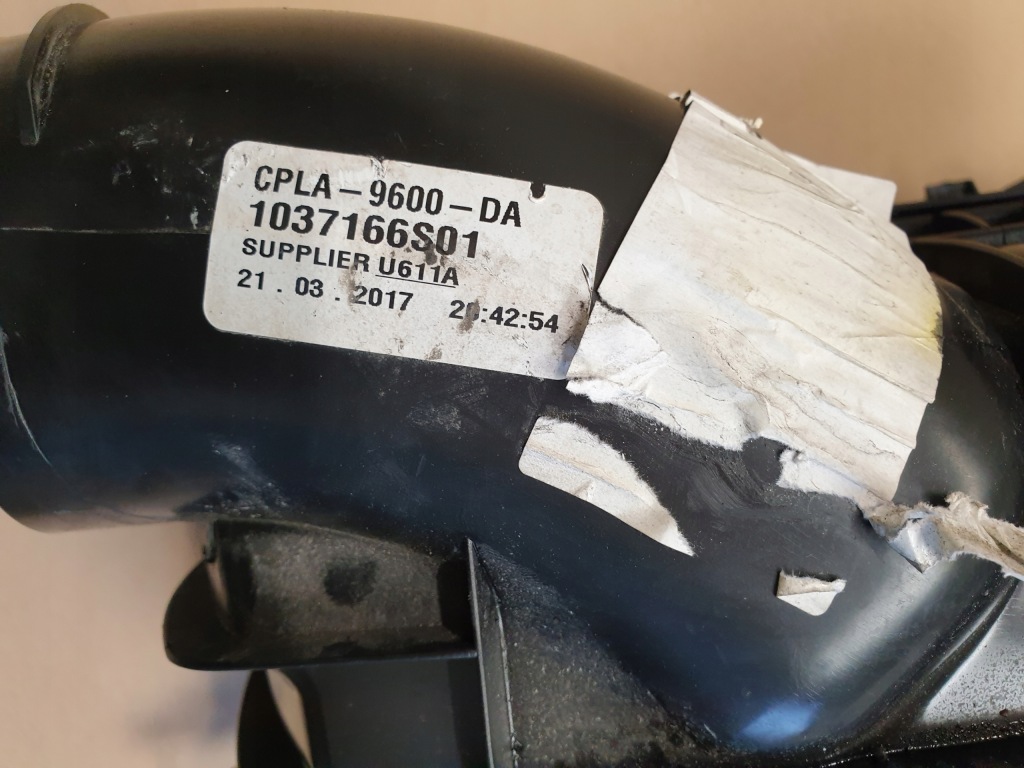 CPLA-9600-DA
1037166S01
SUPPLIER U611A
21.03.2017